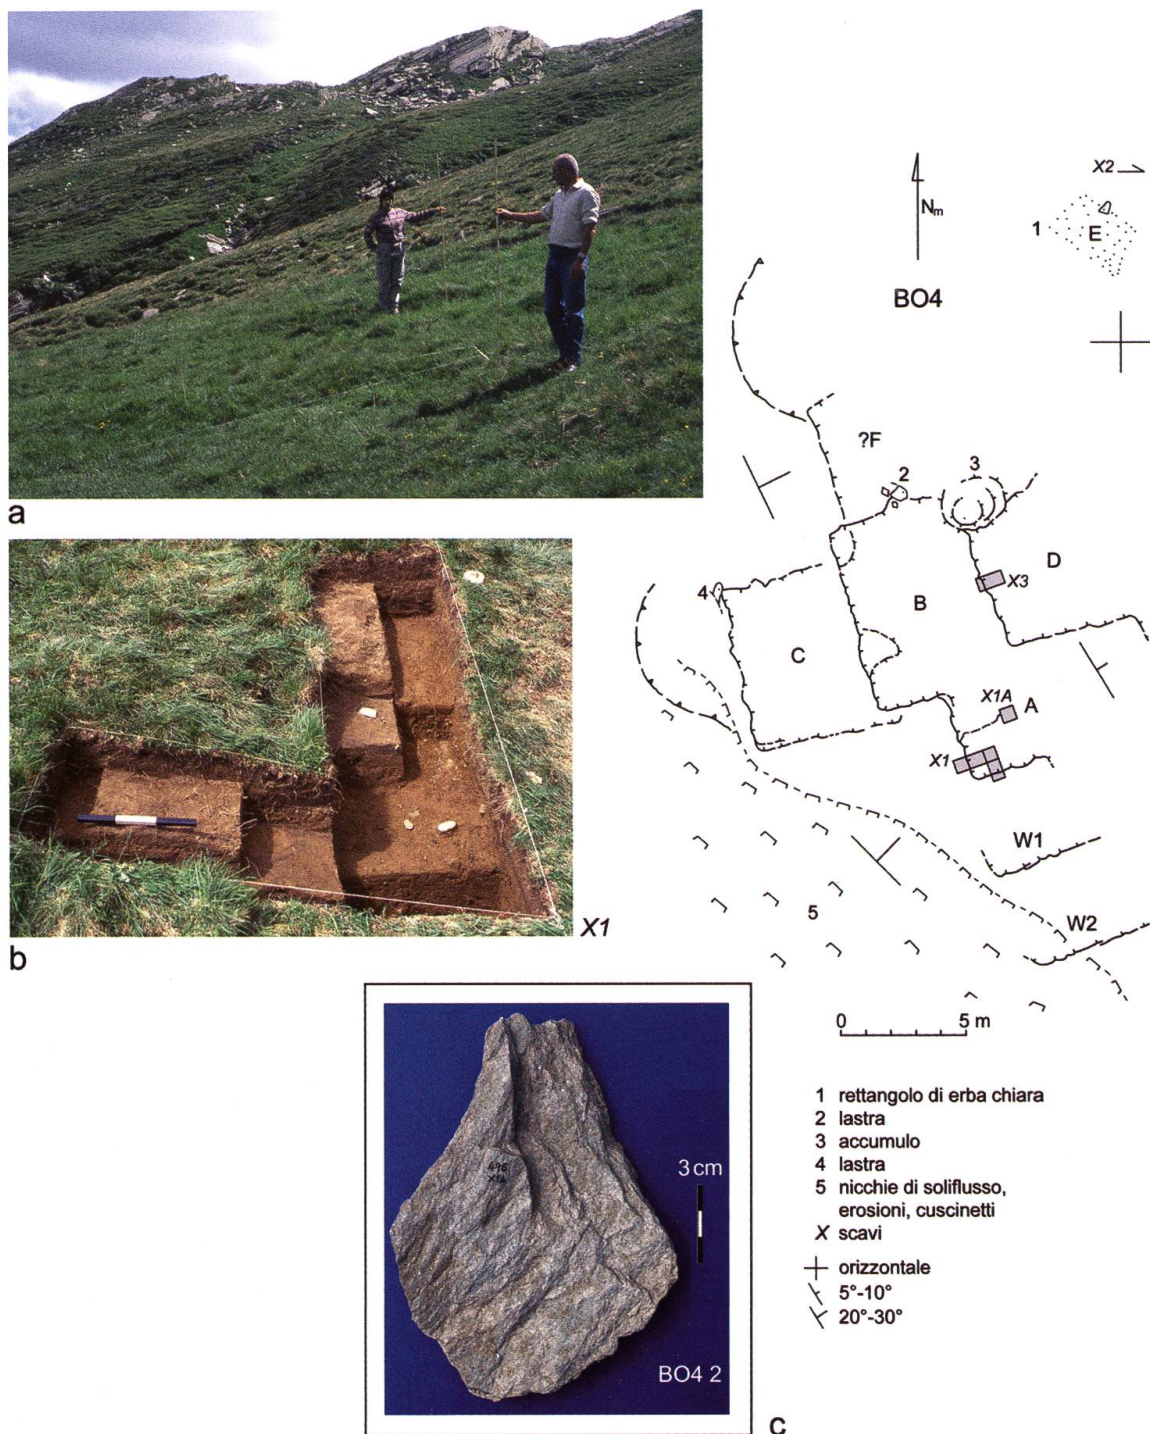 a
X1
b
Nm
BO4
X2
1
E
?F
2
3
D
X3
B
4
C
X1A
A
X1
W1
W2
5
0 5 m
1 rettangolo di erba chiara
2 lastra
3 accumulo
4 lastra
5 nicchie di soliflusso,
erosioni, cuscinetti
X scavi
orizzontale
5°-10°
20°-30°
3 cm
BO4 2
c